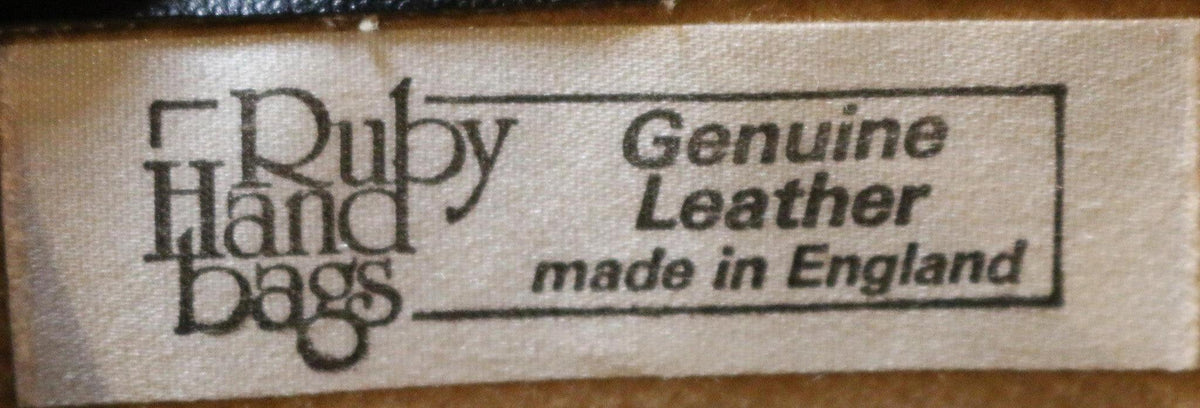 Ruby
Hand
bags
Genuine
Leather
made in England